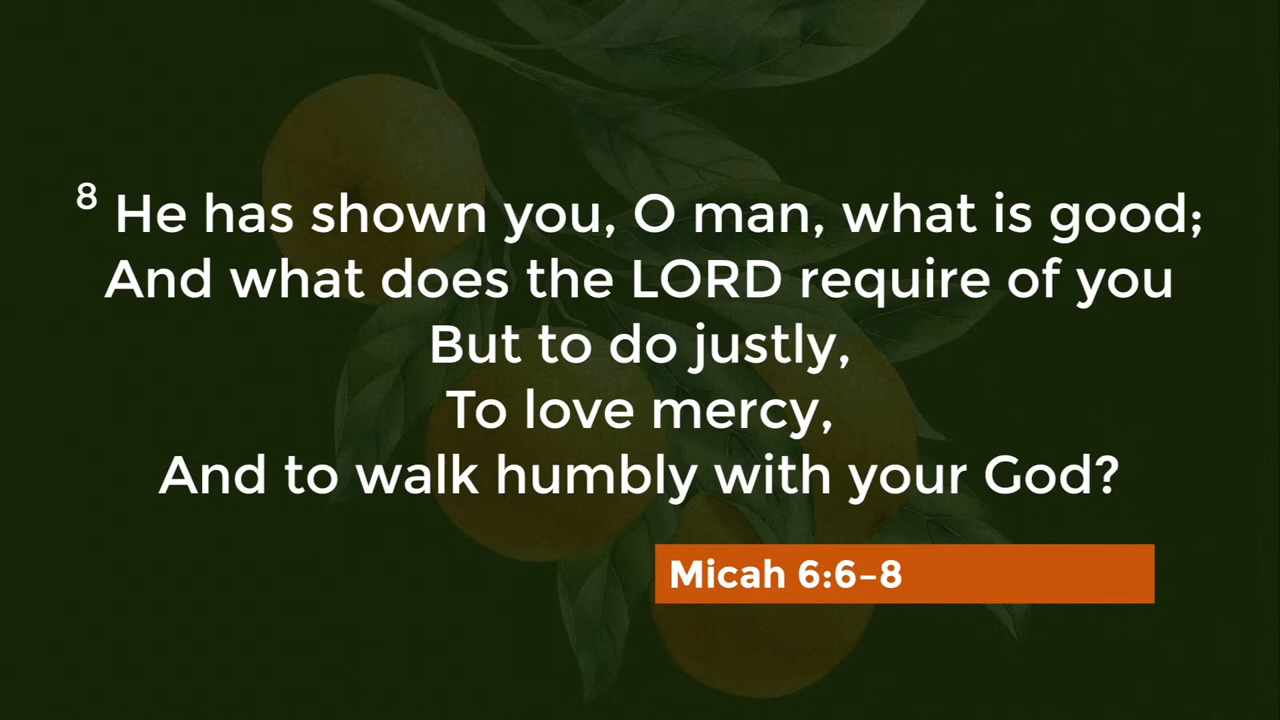 8 He has shown you, O man, what is good;
And what does the LORD require of you
But to do justly,
To love mercy,
And to walk humbly with your God?
Micah 6:6–8